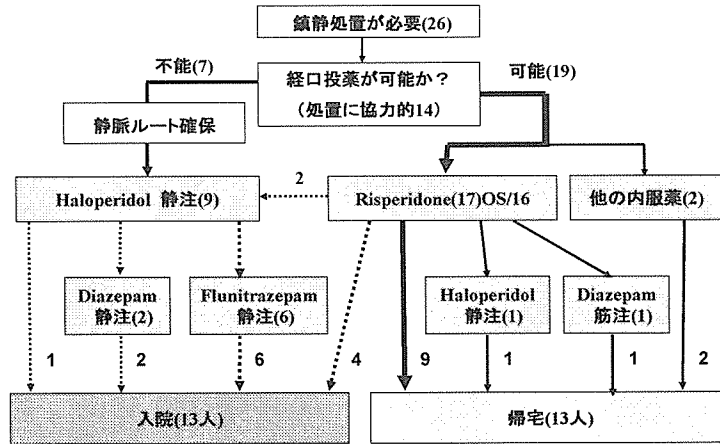 鎮静処置が必要(26)
不能(7)
経口投薬が可能か？
(処置に協力的14)
可能(19)
静脈ルート確保
Haloperidol 静注(9)
2
Risperidone(17)OS/16
他の内服薬(2)
Diazepam
静注(2)
Flunitrazepam
静注(6)
Haloperidol
静注(1)
Diazepam
筋注(1)
1
2
6
4
9
1
1
2
入院(13人)
帰宅(13人)